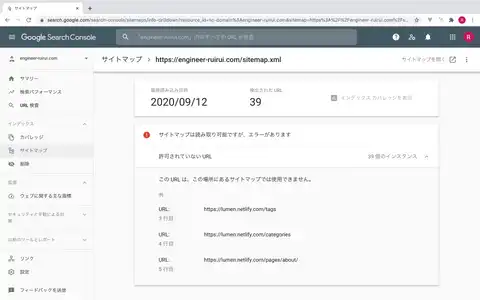 サイトマップ
search.google.com/search-console/sitemaps/info-drilldown?resource_id=sc-domain%3Aengineer-ruirui.com&sitemap=https%3A%2F%2Fengineer-ruirui.com%2Fs...
Google Search Console
「engineer-ruirui.com」内のすべての URL を検査
engineer-ruirui.com
サイトマップ > https://engineer-ruirui.com/sitemap.xml
サイトマップを開く
サマリー
検索パフォーマンス
URL 検査
インデックス
カバレッジ
サイトマップ
削除
ウェブに関する主な指標
セキュリティと手動による対策
以前のツールとレポート
リンク
設定
フィードバックを送信
最終読み込み日時
2020/09/12
検出された URL
39
インデックス カバレッジを表示
サイトマップは読み取り可能ですが、エラーがあります
許可されていない URL
39 個のインスタンス
この URL は、この場所にあるサイトマップでは使用できません。
例
URL: https://lumen.netlify.com/tags
3 行目
URL: https://lumen.netlify.com/categories
4 行目
URL: https://lumen.netlify.com/pages/about/
5 行目